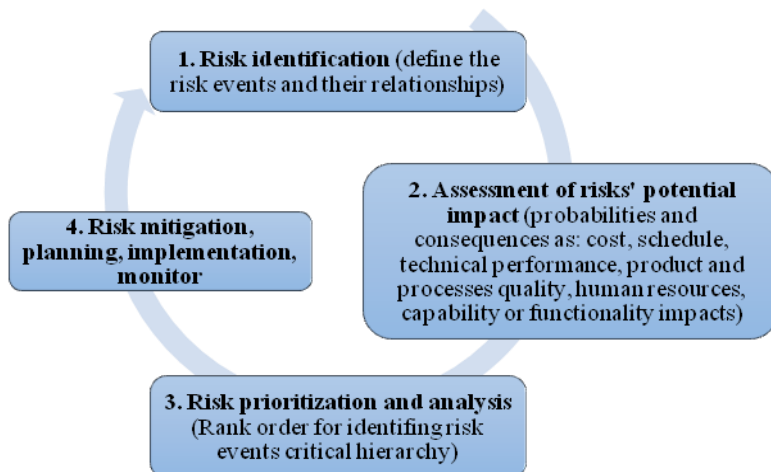 1. Risk identification (define the
risk events and their relationships)
2. Assessment of risks' potential
impact (probabilities and
consequences as: cost, schedule,
technical performance, product and
processes quality, human resources,
capability or functionality impacts)
3. Risk prioritization and analysis
(Rank order for identifing risk
events critical hierarchy)
4. Risk mitigation,
planning, implementation,
monitor